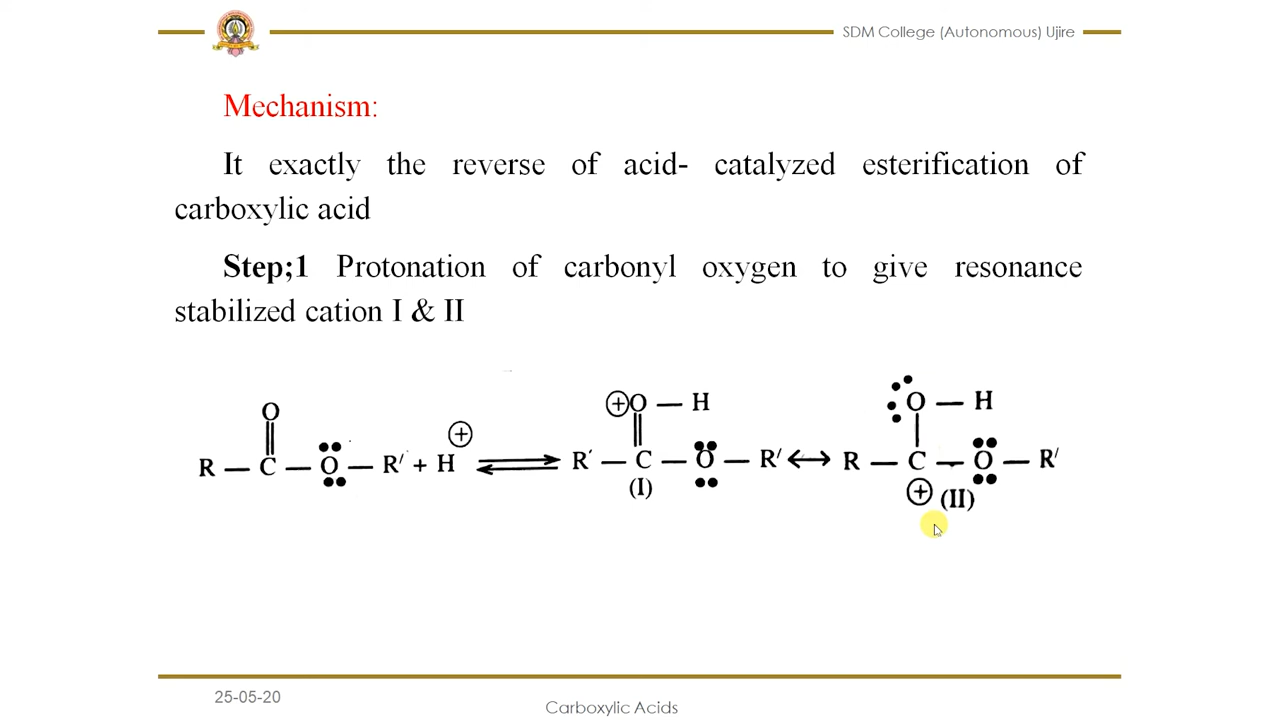 SDM College (Autonomous) Ujire
Mechanism:
It exactly the reverse of acid- catalyzed esterification of
carboxylic acid
Step;1 Protonation of carbonyl oxygen to give resonance
stabilized cation I & II
O ⊕O — H O — H
R — C — O — R′ + H⊕ ⇌ R′ — C — O — R′ ↔ R — C — O — R′
(I) ⊕ (II)
25-05-20
Carboxylic Acids